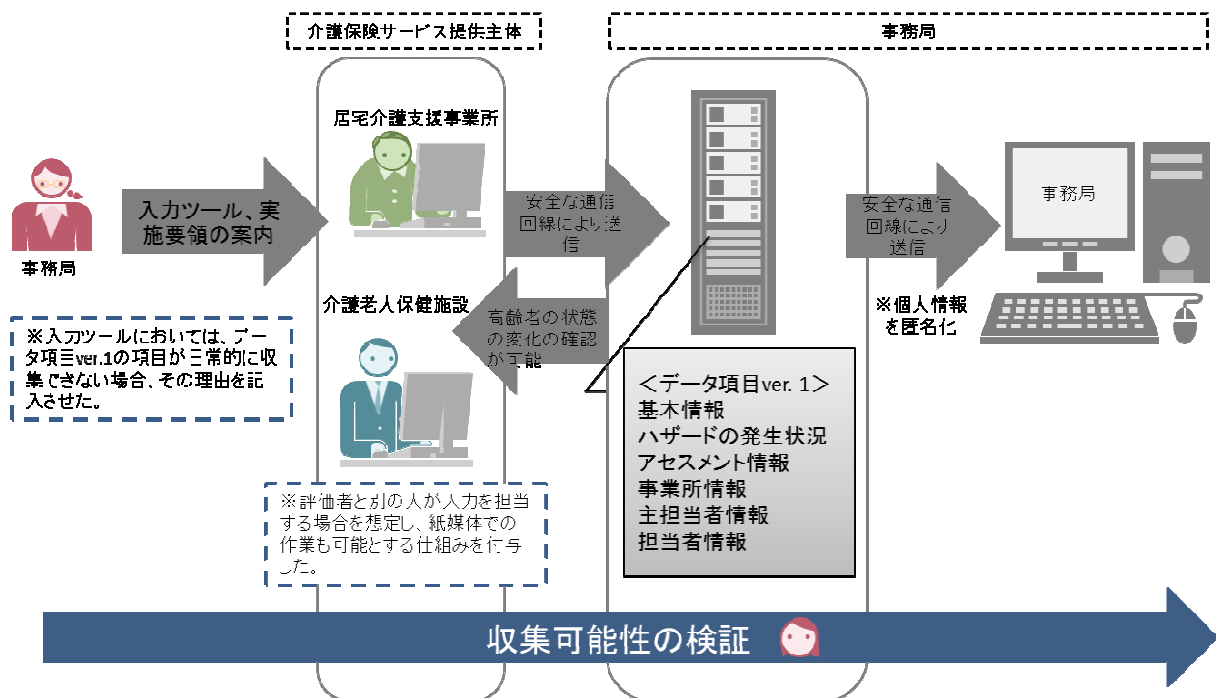 介護保険サービス提供主体
事務局
居宅介護支援事業所
入力ツール、実
施要領の案内
事務局
安全な通信
回線により送
信
安全な通信
回線により
送信
事務局
介護老人保健施設
高齢者の状態
の変化の確認
が可能
※個人情報
を匿名化
※入力ツールにおいては、デー
タ項目ver.1の項目が日常的に収
集できない場合、その理由を記
入させた。
＜データ項目ver. 1＞
基本情報
ハザードの発生状況
アセスメント情報
事業所情報
主担当者情報
担当者情報
※評価者と別の人が入力を担当
する場合を想定し、紙媒体での
作業も可能とする仕組みを付与
した。
収集可能性の検証